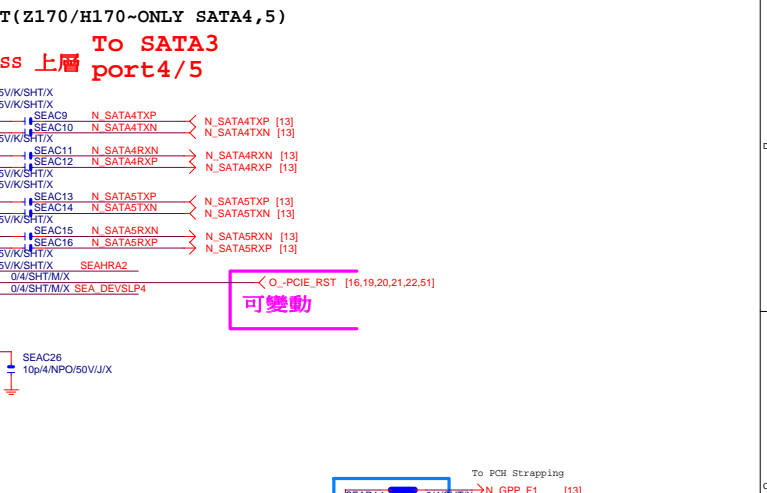 T(Z170/H170~ONLY SATA4,5)
To SATA3
ss 上層 port4/5
5V/K/SHT/X
5V/K/SHT/X
SEAC9 N_SATA4TXP N_SATA4TXP [13]
SEAC10 N_SATA4TXN N_SATA4TXN [13]
5V/K/SHT/X
SEAC11 N_SATA4RXN N_SATA4RXN [13]
SEAC12 N_SATA4RXP N_SATA4RXP [13]
5V/K/SHT/X
5V/K/SHT/X
SEAC13 N_SATA5TXP N_SATA5TXP [13]
SEAC14 N_SATA5TXN N_SATA5TXN [13]
5V/K/SHT/X
SEAC15 N_SATA5RXN N_SATA5RXN [13]
SEAC16 N_SATA5RXP N_SATA5RXP [13]
5V/K/SHT/X
5V/K/SHT/X SEAHRA2
0/4/SHT/M/X O_-PCIE_RST [16,19,20,21,22,51]
0/4/SHT/M/X SEA_DEVSLP4
可變動
SEAC26
10p/4/NPO/50V/J/X
To PCH Strapping
N_GPP_F1 [13]